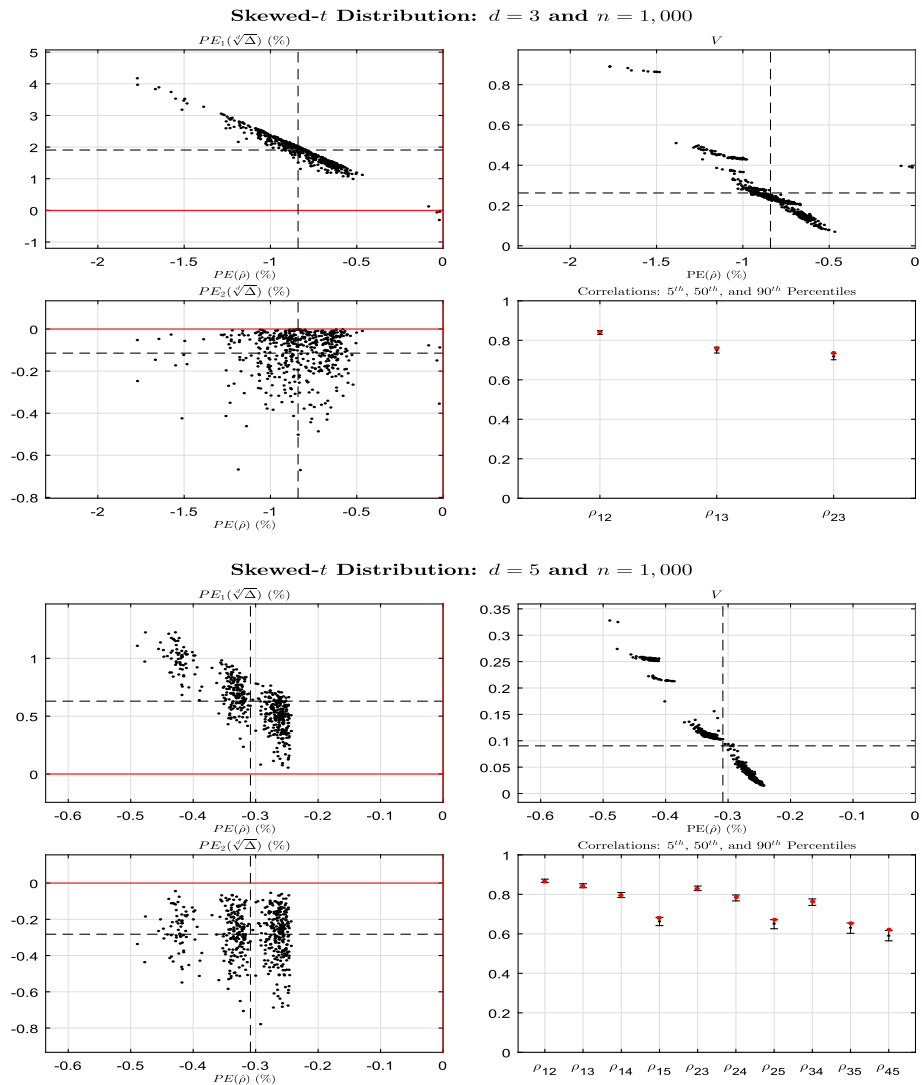 Skewed-t Distribution: d = 3 and n = 1, 000
PE₁(ᵈ√Δ) (%)
5
4
3
2
1
0
-1
-2 -1.5 -1 -0.5 0
PE(ρ̂) (%)
V
0.8
0.6
0.4
0.2
0
-2 -1.5 -1 -0.5 0
PE(ρ̂) (%)
PE₂(ᵈ√Δ) (%)
0
-0.2
-0.4
-0.6
-0.8
-2 -1.5 -1 -0.5 0
PE(ρ̂) (%)
Correlations: 5ᵗʰ, 50ᵗʰ, and 90ᵗʰ Percentiles
1
0.8
0.6
0.4
0.2
0
ρ₁₂ ρ₁₃ ρ₂₃
Skewed-t Distribution: d = 5 and n = 1, 000
PE₁(ᵈ√Δ) (%)
1
0.5
0
-0.6 -0.5 -0.4 -0.3 -0.2 -0.1 0
PE(ρ̂) (%)
V
0.35
0.3
0.25
0.2
0.15
0.1
0.05
0
-0.6 -0.5 -0.4 -0.3 -0.2 -0.1 0
PE(ρ̂) (%)
PE₂(ᵈ√Δ) (%)
0
-0.2
-0.4
-0.6
-0.8
-0.6 -0.5 -0.4 -0.3 -0.2 -0.1 0
PE(ρ̂) (%)
Correlations: 5ᵗʰ, 50ᵗʰ, and 90ᵗʰ Percentiles
1
0.8
0.6
0.4
0.2
0
ρ₁₂ ρ₁₃ ρ₁₄ ρ₁₅ ρ₂₃ ρ₂₄ ρ₂₅ ρ₃₄ ρ₃₅ ρ₄₅